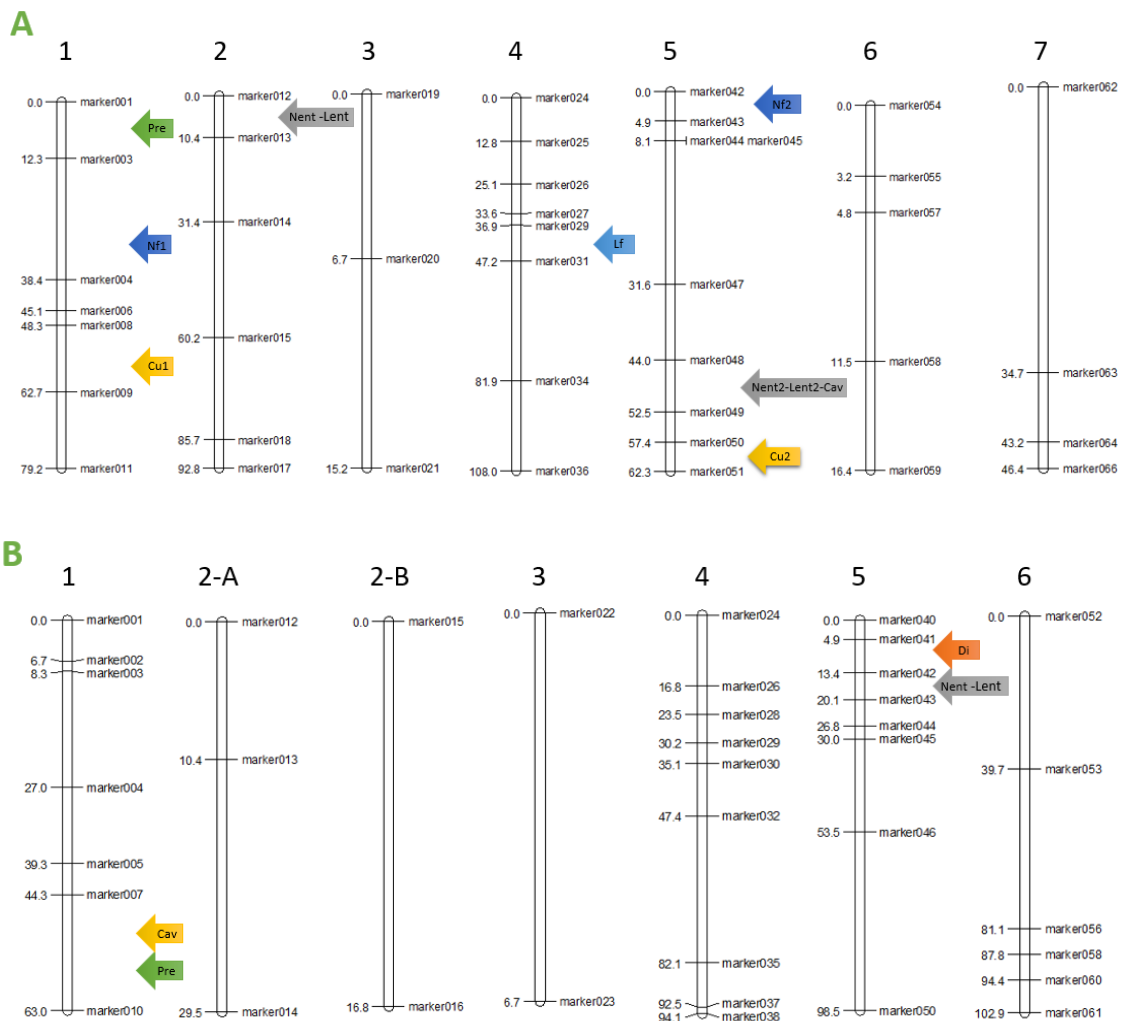 A
1 2 3 4 5 6 7
0.0 marker001
Pre
12.3 marker003
Nf1
38.4 marker004
45.1 marker006
48.3 marker008
Cu1
62.7 marker009
79.2 marker011
0.0 marker012
Nent -Lent
10.4 marker013
31.4 marker014
60.2 marker015
85.7 marker018
92.8 marker017
0.0 marker019
6.7 marker020
15.2 marker021
0.0 marker024
12.8 marker025
25.1 marker026
33.6 marker027
36.9 marker029
Lf
47.2 marker031
81.9 marker034
108.0 marker036
0.0 marker042
Nf2
4.9 marker043
8.1 marker044 marker045
31.6 marker047
44.0 marker048
Nent2-Lent2-Cav
52.5 marker049
57.4 marker050
Cu2
62.3 marker051
0.0 marker054
3.2 marker055
4.8 marker057
11.5 marker058
16.4 marker059
0.0 marker062
34.7 marker063
43.2 marker064
46.4 marker066
B
1 2-A 2-B 3 4 5 6
0.0 marker001
6.7 marker002
8.3 marker003
27.0 marker004
39.3 marker005
44.3 marker007
Cav
Pre
63.0 marker010
0.0 marker012
10.4 marker013
29.5 marker014
0.0 marker015
16.8 marker016
0.0 marker022
6.7 marker023
0.0 marker024
16.8 marker026
23.5 marker028
30.2 marker029
35.1 marker030
47.4 marker032
82.1 marker035
92.5 marker037
94.1 marker038
0.0 marker040
4.9 marker041
Di
13.4 marker042
Nent -Lent
20.1 marker043
26.8 marker044
30.0 marker045
53.5 marker046
98.5 marker050
0.0 marker052
39.7 marker053
81.1 marker056
87.8 marker058
94.4 marker060
102.9 marker061